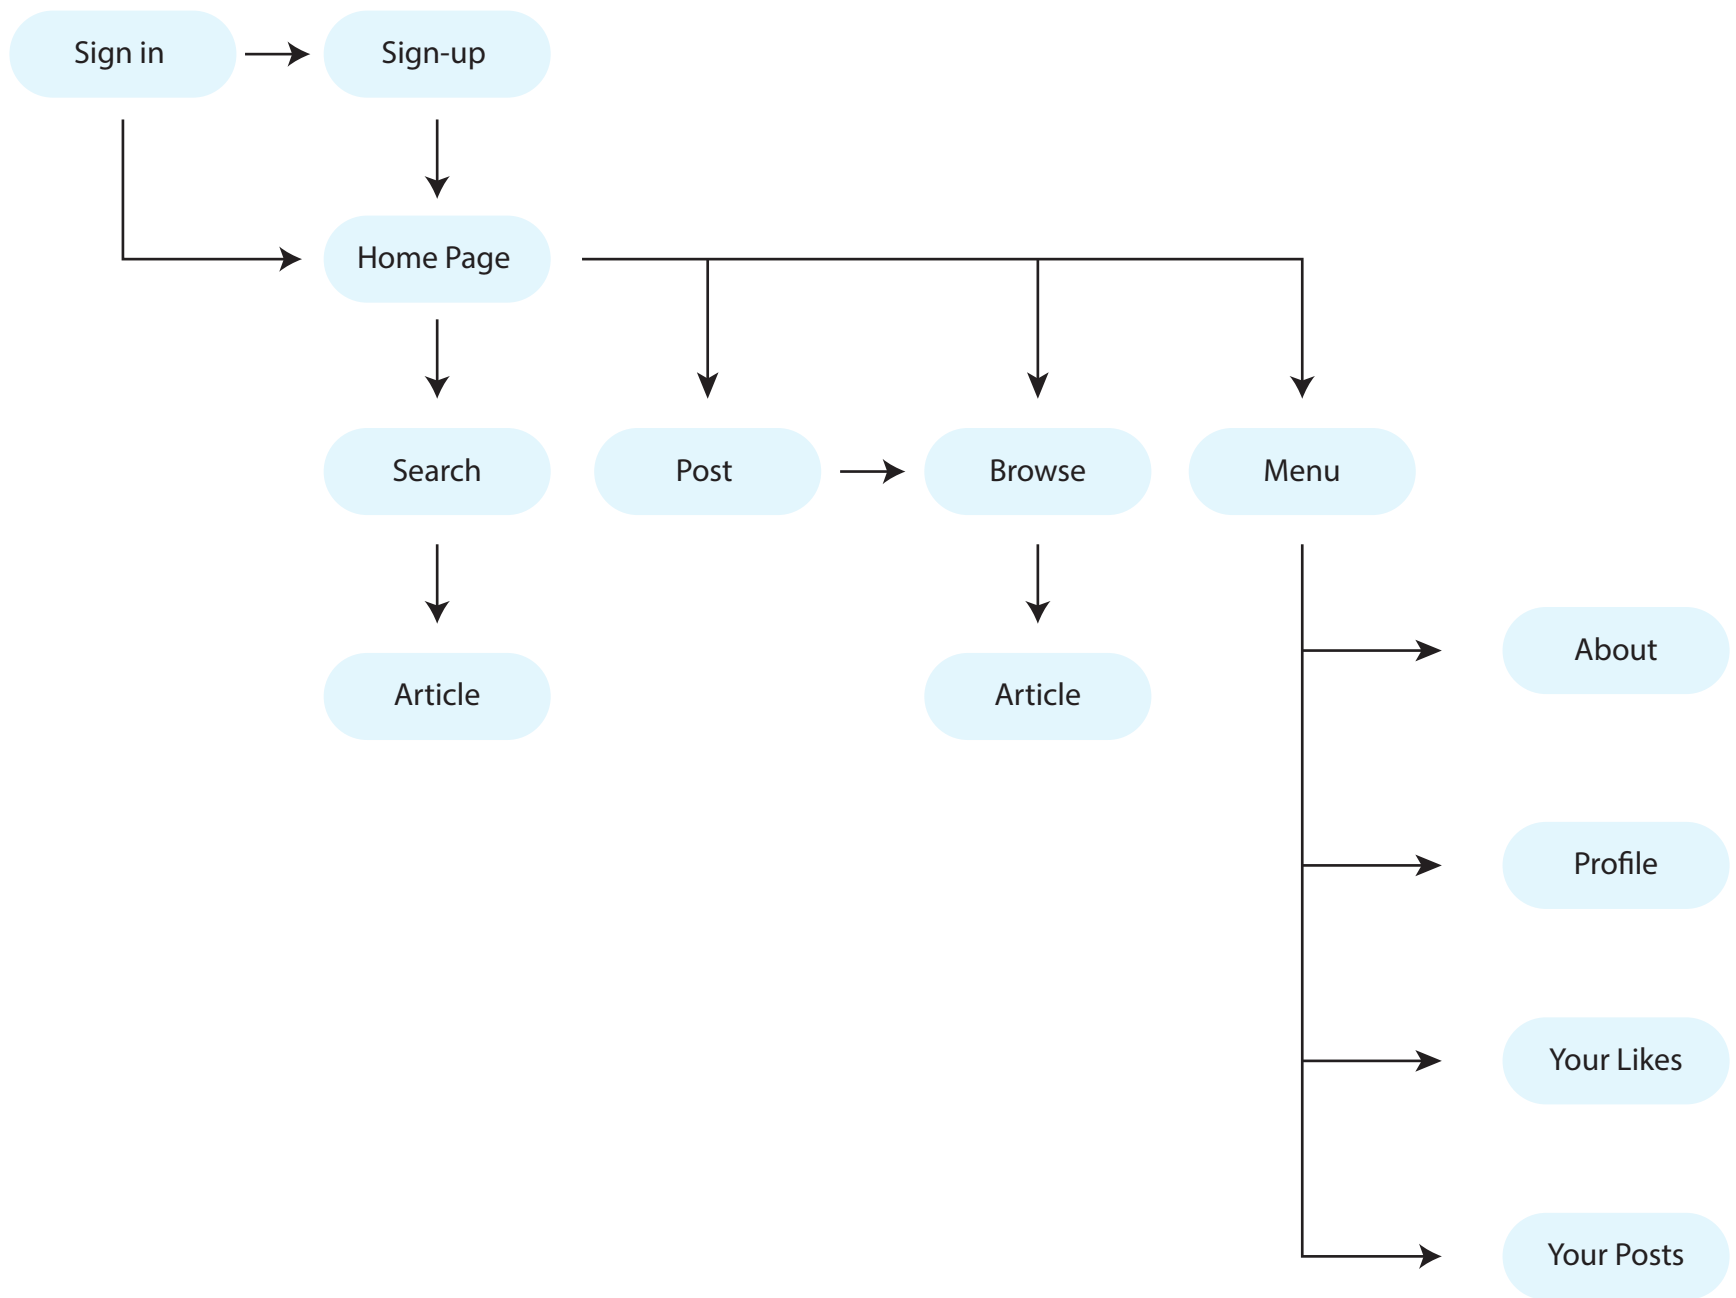 Sign in
Sign-up
Home Page
Search
Post
Browse
Menu
About
Article
Article
Profile
Your Likes
Your Posts